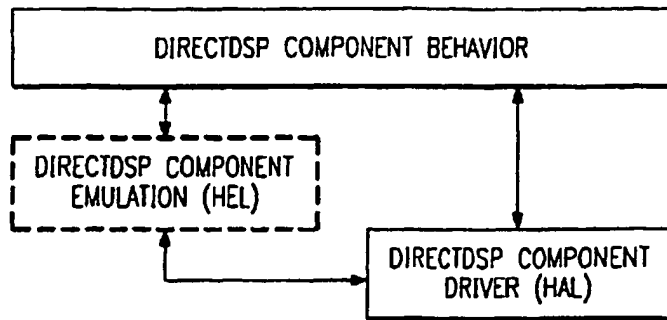 DIRECTDSP COMPONENT BEHAVIOR
DIRECTDSP COMPONENT
EMULATION (HEL)
DIRECTDSP COMPONENT
DRIVER (HAL)